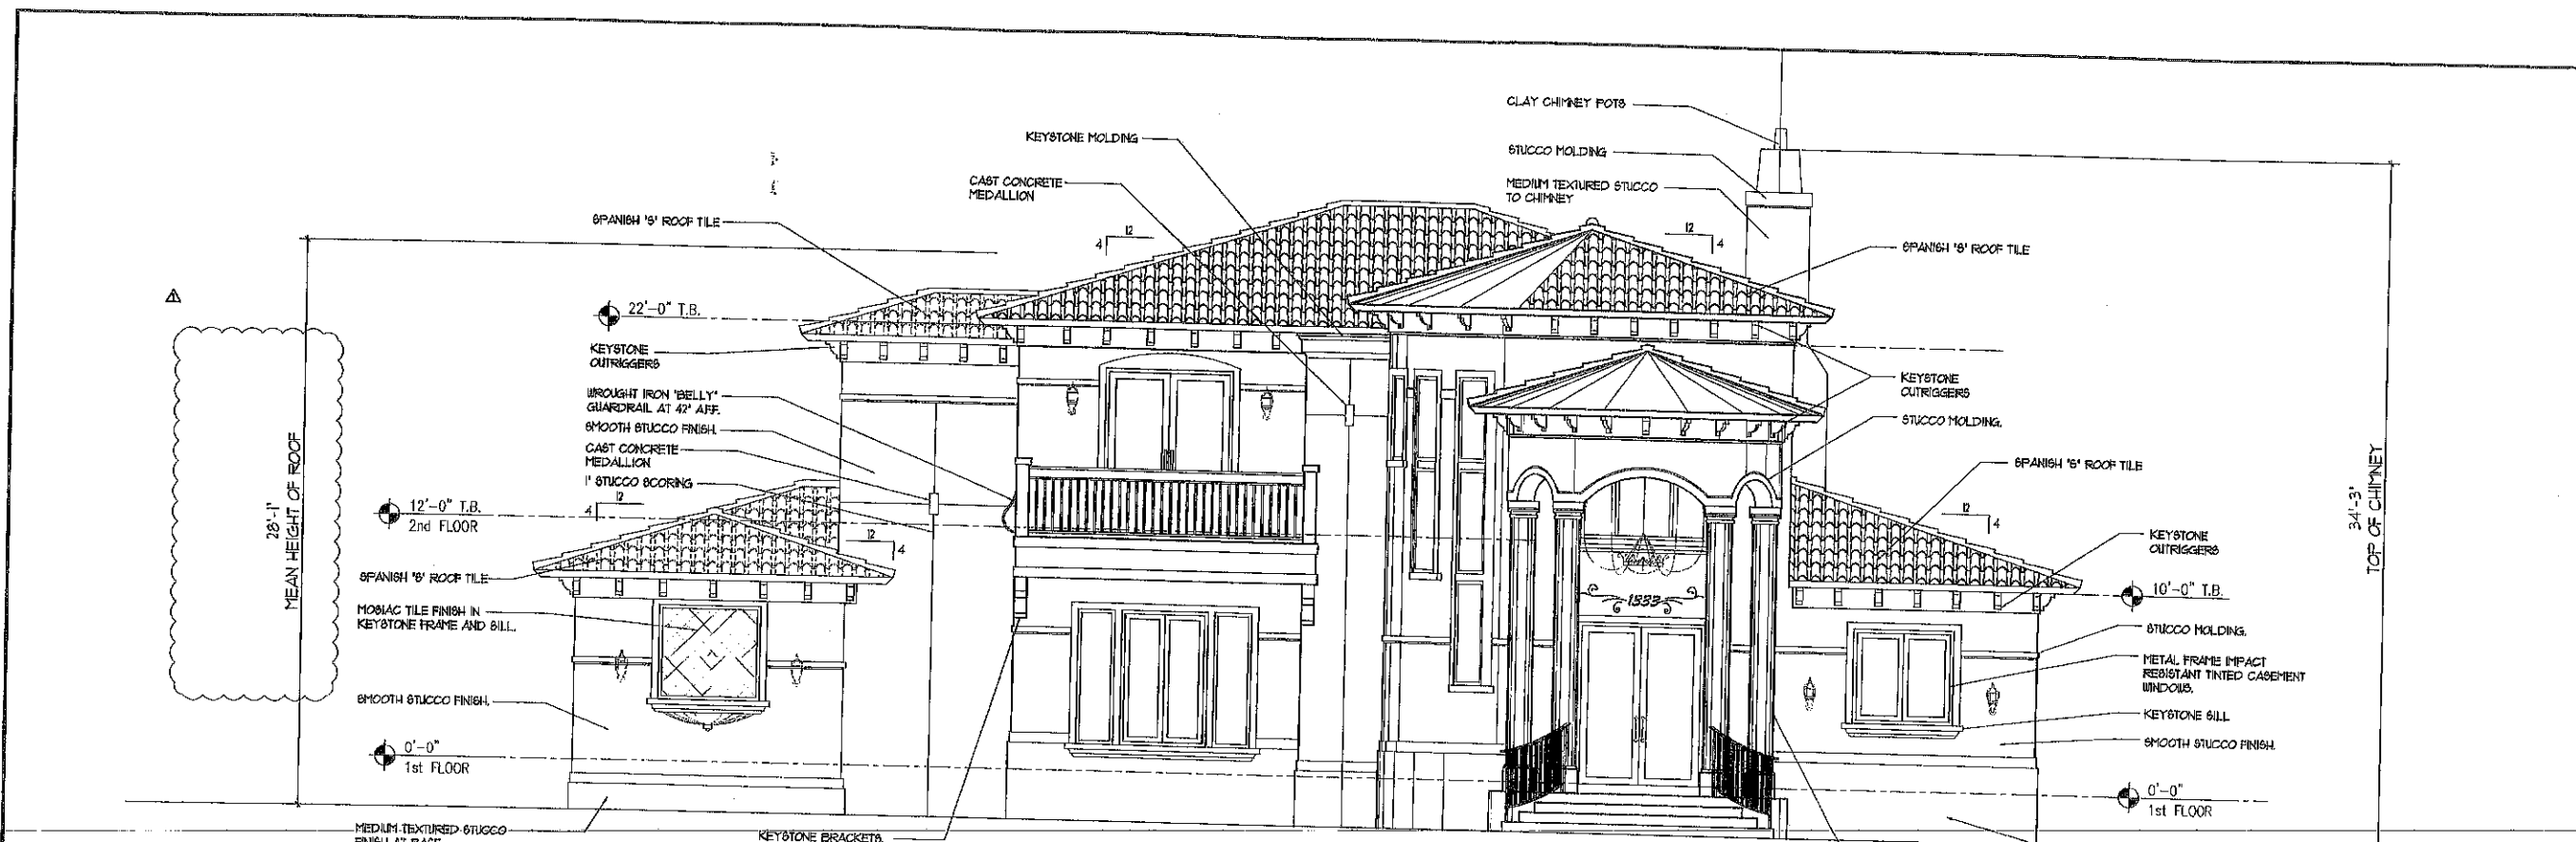 CLAY CHIMNEY POTS
KEYSTONE MOLDING
STUCCO MOLDING
CAST CONCRETE
MEDALLION
MEDIUM TEXTURED STUCCO
TO CHIMNEY
SPANISH 'S' ROOF TILE
12
4
12
4
SPANISH 'S' ROOF TILE
22'-0" T.B.
KEYSTONE
OUTRIGGERS
KEYSTONE
OUTRIGGERS
WROUGHT IRON 'BELLY'
GUARDRAIL AT 42" AFF.
STUCCO MOLDING.
SMOOTH STUCCO FINISH.
CAST CONCRETE
MEDALLION
SPANISH 'S' ROOF TILE
1" STUCCO SCORING
12
4
12'-0" T.B.
2nd FLOOR
12
4
12
4
28'-1"
MEAN HEIGHT OF ROOF
34'-3"
TOP OF CHIMNEY
KEYSTONE
OUTRIGGERS
SPANISH 'S' ROOF TILE
10'-0" T.B.
1533
MOSIAC TILE FINISH IN
KEYSTONE FRAME AND SILL.
STUCCO MOLDING.
METAL FRAME IMPACT
RESISTANT TINTED CASEMENT
WINDOWS.
SMOOTH STUCCO FINISH.
KEYSTONE SILL
SMOOTH STUCCO FINISH.
0'-0"
1st FLOOR
0'-0"
1st FLOOR
MEDIUM TEXTURED STUCCO
FINISH AT BASE
KEYSTONE BRACKETS.